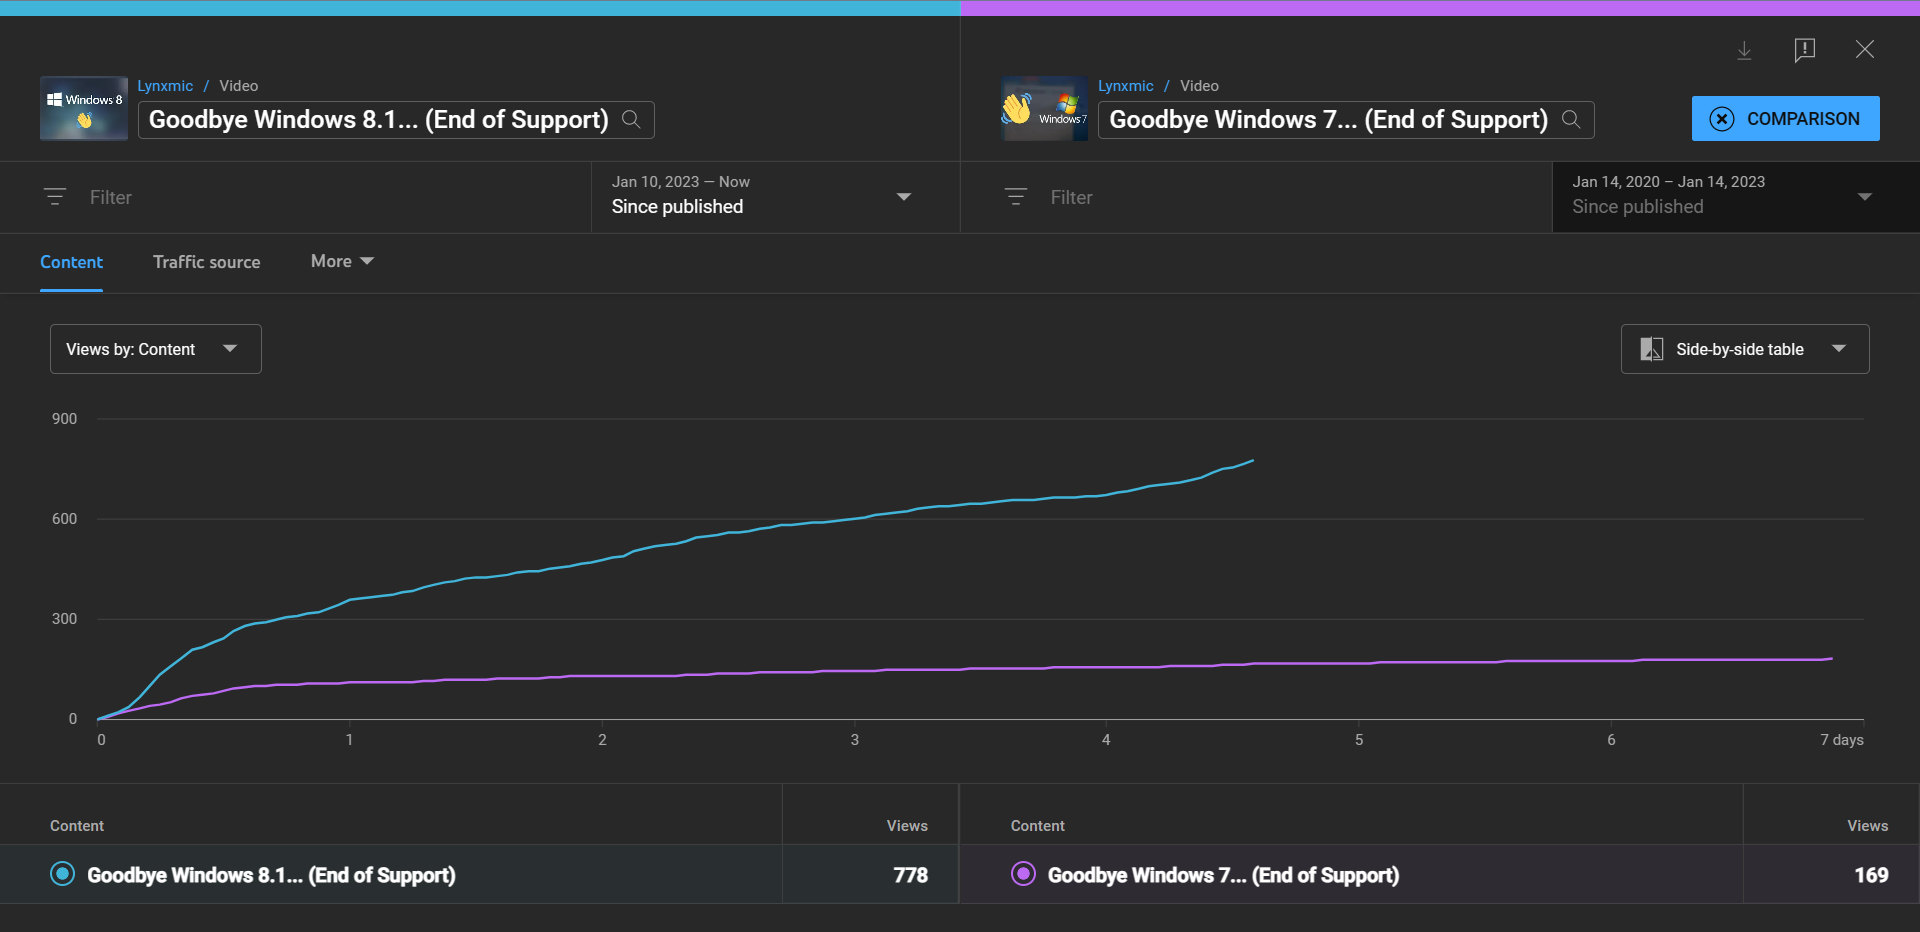 Windows 8
Lynxmic / Video
Goodbye Windows 8.1... (End of Support)
Windows 7
Lynxmic / Video
Goodbye Windows 7... (End of Support)
COMPARISON
Filter
Jan 10, 2023 — Now
Since published
Filter
Jan 14, 2020 – Jan 14, 2023
Since published
Content
Traffic source
More
Views by: Content
Side-by-side table
900
600
300
0
0 1 2 3 4 5 6 7 days
Content Views
Content Views
Goodbye Windows 8.1... (End of Support) 778
Goodbye Windows 7... (End of Support) 169